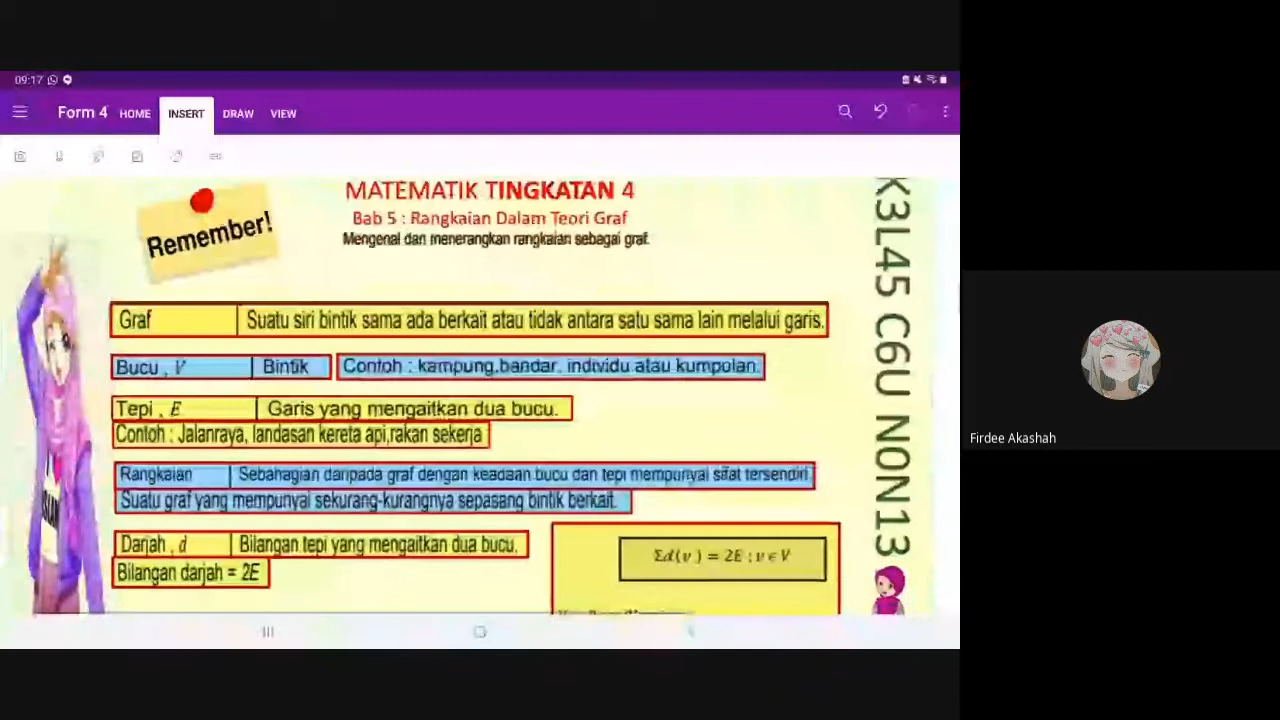 09:17
Form 4 HOME INSERT DRAW VIEW
Remember!
MATEMATIK TINGKATAN 4
Bab 5 : Rangkaian Dalam Teori Graf
Mengenal dan menerangkan rangkaian sebagai graf.
Graf Suatu siri bintik sama ada berkait atau tidak antara satu sama lain melalui garis.
Bucu , V Bintik Contoh : kampung,bandar, individu atau kumpulan.
Tepi , E Garis yang mengaitkan dua bucu.
Contoh : Jalanraya, landasan kereta api,rakan sekerja
Rangkaian Sebahagian daripada graf dengan keadaan bucu dan tepi mempunyai sifat tersendiri.
Suatu graf yang mempunyai sekurang-kurangnya sepasang bintik berkait.
Darjah , d Bilangan tepi yang mengaitkan dua bucu.
Bilangan darjah = 2E
Σd(v) = 2E ; v ϵ V
K3L45 C6U N0N13
Firdee Akashah